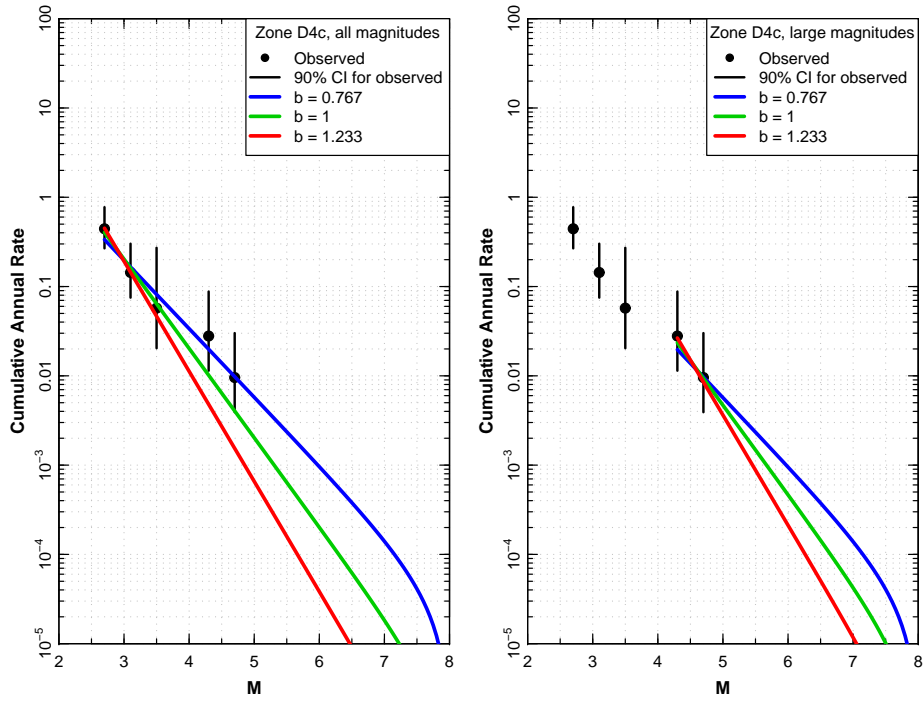 Zone D4c, all magnitudes
Observed
90% CI for observed
b = 0.767
b = 1
b = 1.233
Cumulative Annual Rate
100
10
1
0.1
0.01
10⁻³
10⁻⁴
10⁻⁵
2 3 4 5 6 7 8
M
Zone D4c, large magnitudes
Observed
90% CI for observed
b = 0.767
b = 1
b = 1.233
Cumulative Annual Rate
100
10
1
0.1
0.01
10⁻³
10⁻⁴
10⁻⁵
2 3 4 5 6 7 8
M